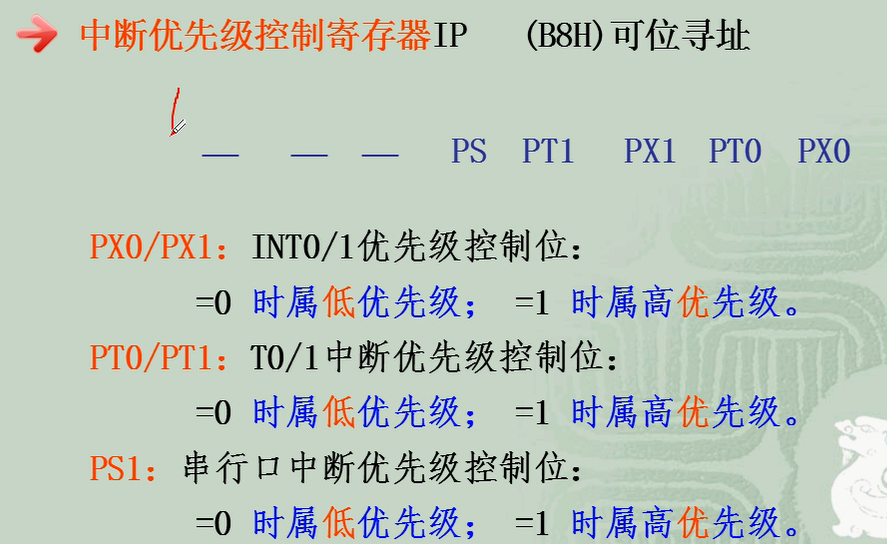 中断优先级控制寄存器IP (B8H)可位寻址
— — — PS PT1 PX1 PT0 PX0
PX0/PX1：INT0/1优先级控制位：
=0 时属低优先级； =1 时属高优先级。
PT0/PT1：T0/1中断优先级控制位：
=0 时属低优先级； =1 时属高优先级。
PS1：串行口中断优先级控制位：
=0 时属低优先级； =1 时属高优先级。